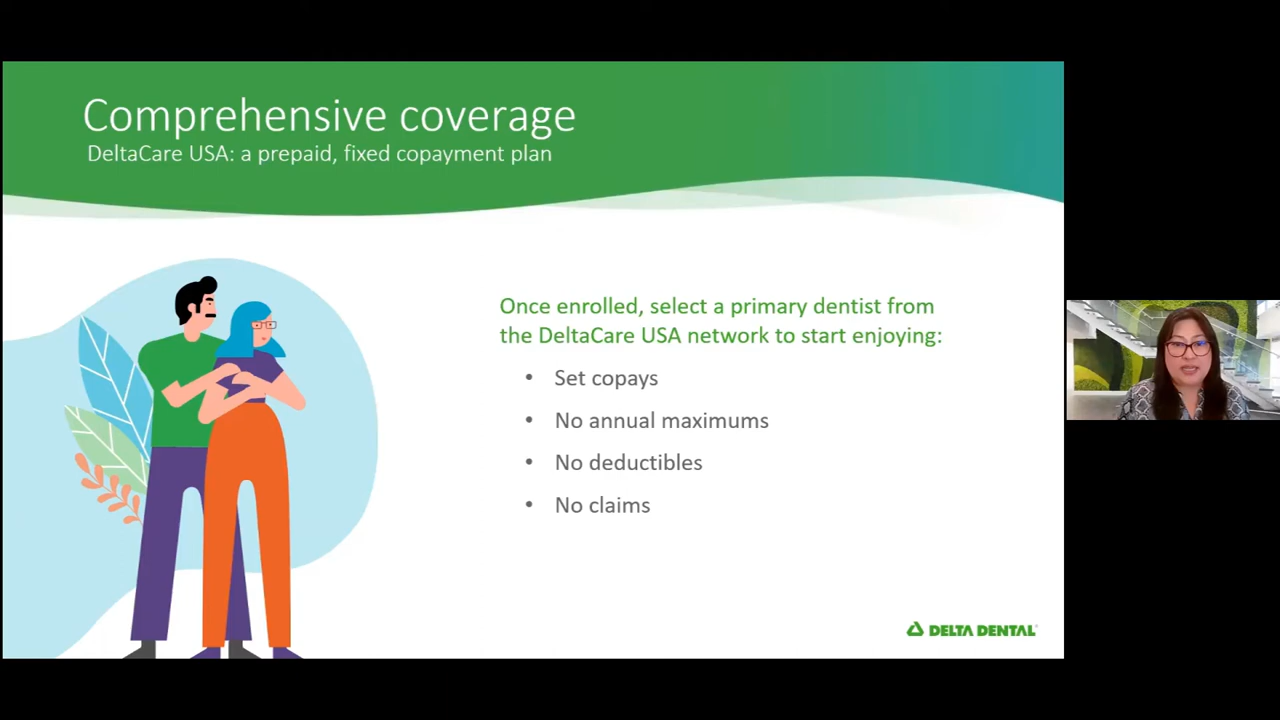 Comprehensive coverage
DeltaCare USA: a prepaid, fixed copayment plan
Once enrolled, select a primary dentist from
the DeltaCare USA network to start enjoying:
• Set copays
• No annual maximums
• No deductibles
• No claims
DELTA DENTAL®